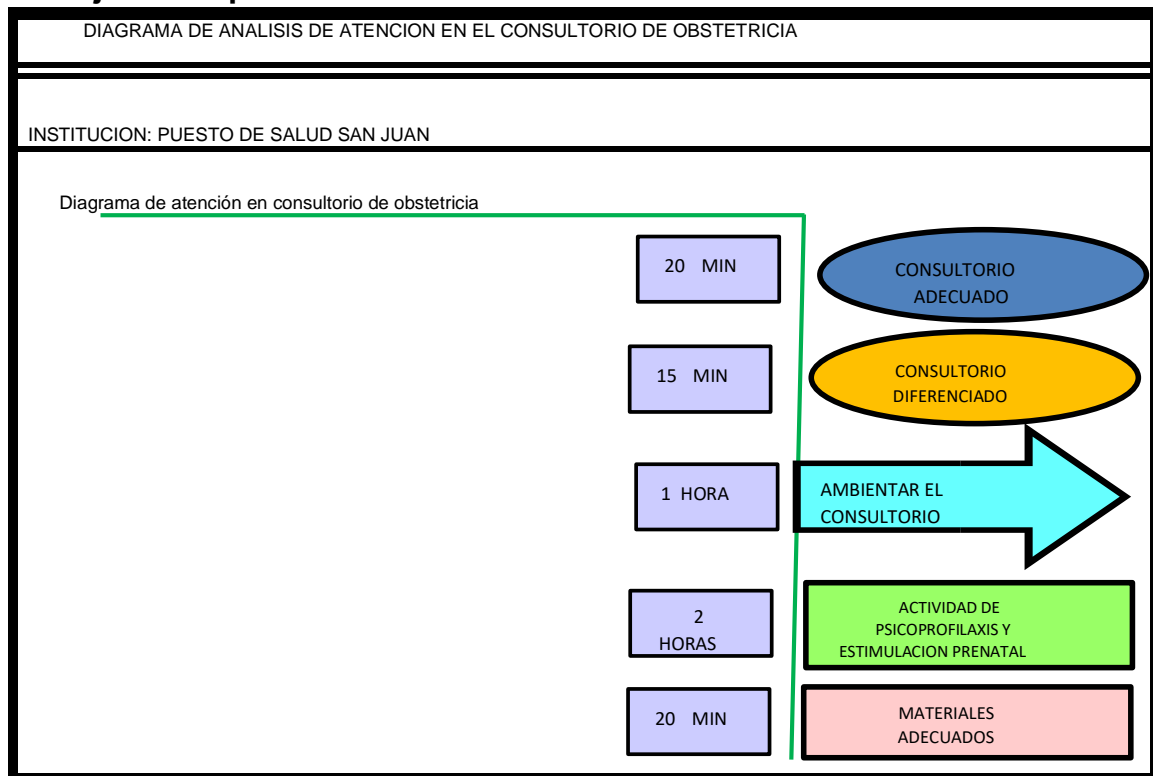 DIAGRAMA DE ANALISIS DE ATENCION EN EL CONSULTORIO DE OBSTETRICIA
INSTITUCION: PUESTO DE SALUD SAN JUAN
Diagrama de atención en consultorio de obstetricia
20 MIN
CONSULTORIO
ADECUADO
15 MIN
CONSULTORIO
DIFERENCIADO
1 HORA
AMBIENTAR EL
CONSULTORIO
2
HORAS
ACTIVIDAD DE
PSICOPROFILAXIS Y
ESTIMULACION PRENATAL
20 MIN
MATERIALES
ADECUADOS